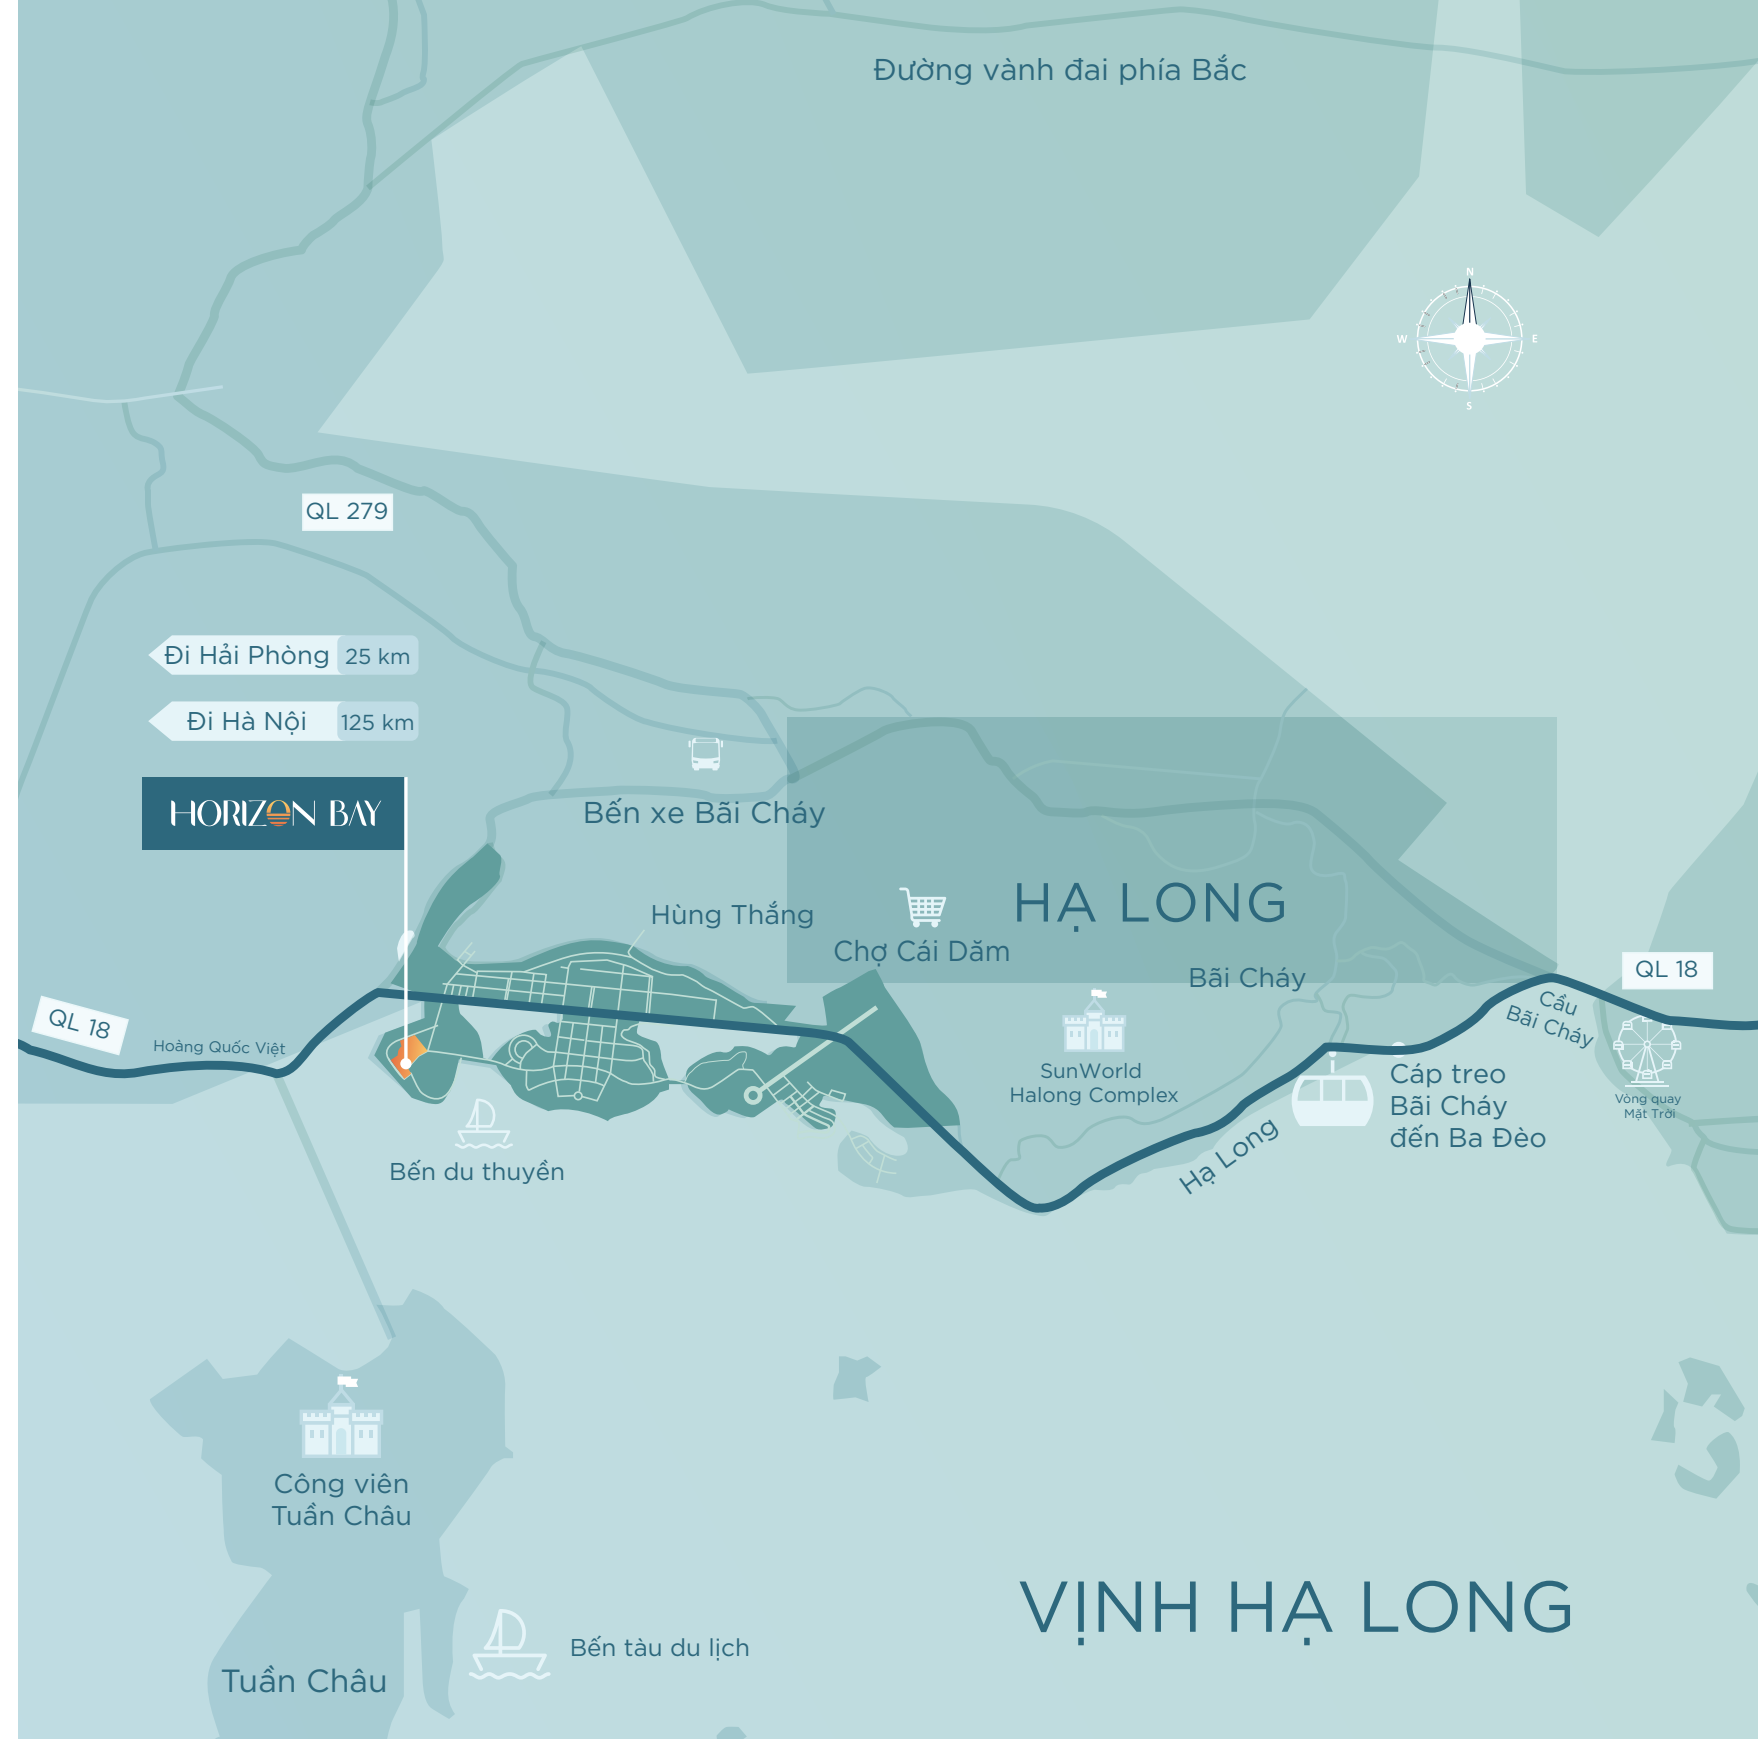 Đường vành đai phía Bắc
N
W
E
S
QL 279
Đi Hải Phòng 25 km
Đi Hà Nội 125 km
HORIZON BAY
Bến xe Bãi Cháy
Hùng Thắng
HẠ LONG
Chợ Cái Dăm
Bãi Cháy
QL 18
QL 18
Hoàng Quốc Việt
Cầu
Bãi Cháy
SunWorld
Halong Complex
Cáp treo
Bãi Cháy
đến Ba Đèo
Vòng quay
Mặt Trời
Hạ Long
Bến du thuyền
Công viên
Tuần Châu
VỊNH HẠ LONG
Bến tàu du lịch
Tuần Châu